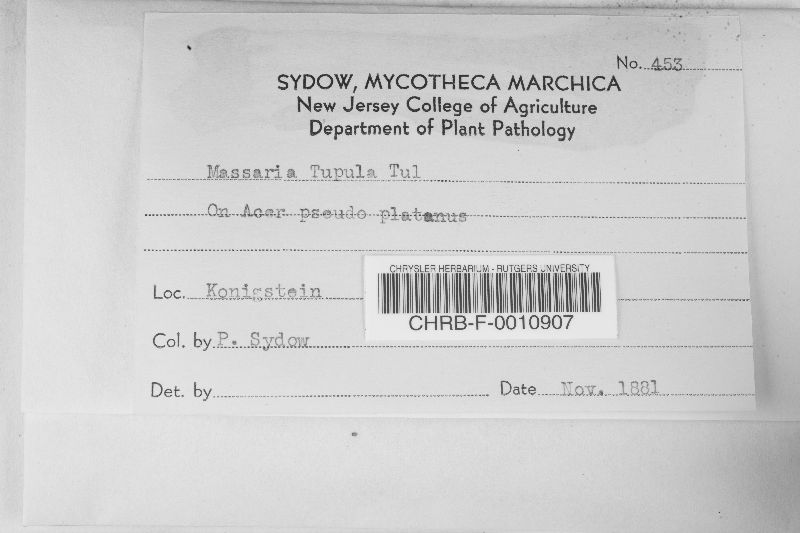 No. 453
SYDOW, MYCOTHECA MARCHICA
New Jersey College of Agriculture
Department of Plant Pathology
Massaria Tupula Tul
On Acer pseudo platanus
Loc. Konigstein
CHRYSLER HERBARIUM - RUTGERS UNIVERSITY
CHRB-F-0010907
Col. by P. Sydow
Det. by
Date Nov. 1881